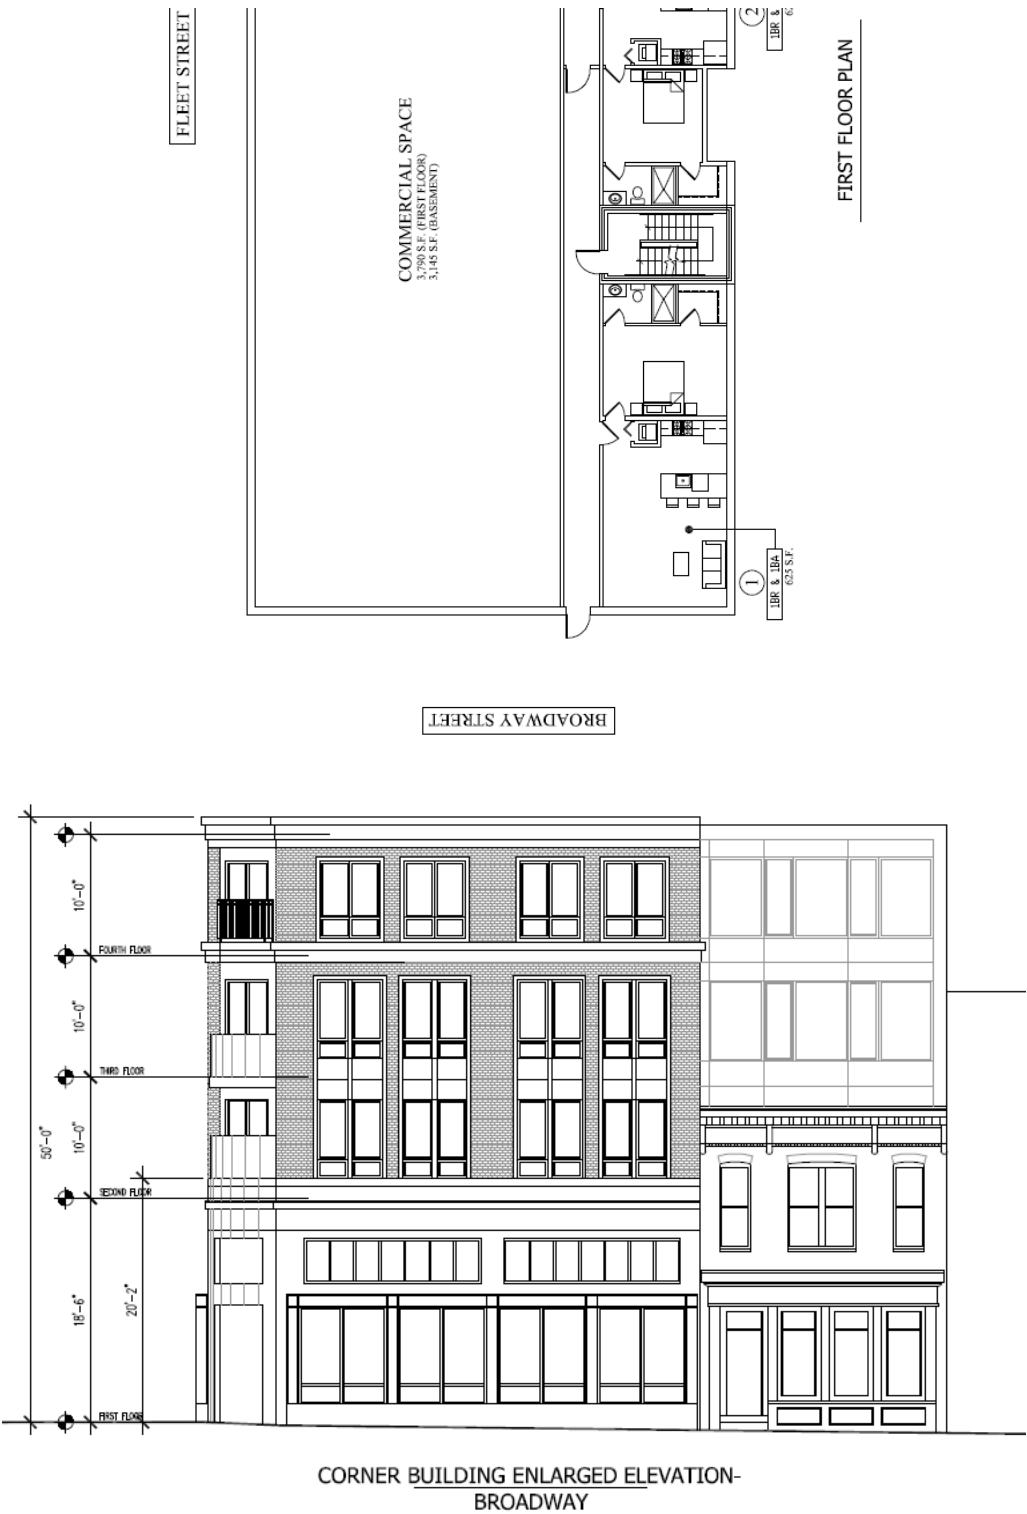 FLEET STREET
COMMERCIAL SPACE
3,790 S.F. (FIRST FLOOR)
3,145 S.F. (BASEMENT)
2
1BR &
FIRST FLOOR PLAN
1
1BR & 1BA
625 S.F.
BROADWAY STREET
10'-0"
FOURTH FLOOR
10'-0"
THIRD FLOOR
50'-0"
10'-0"
SECOND FLOOR
18'-6"
20'-2"
FIRST FLOOR
CORNER BUILDING ENLARGED ELEVATION-
BROADWAY